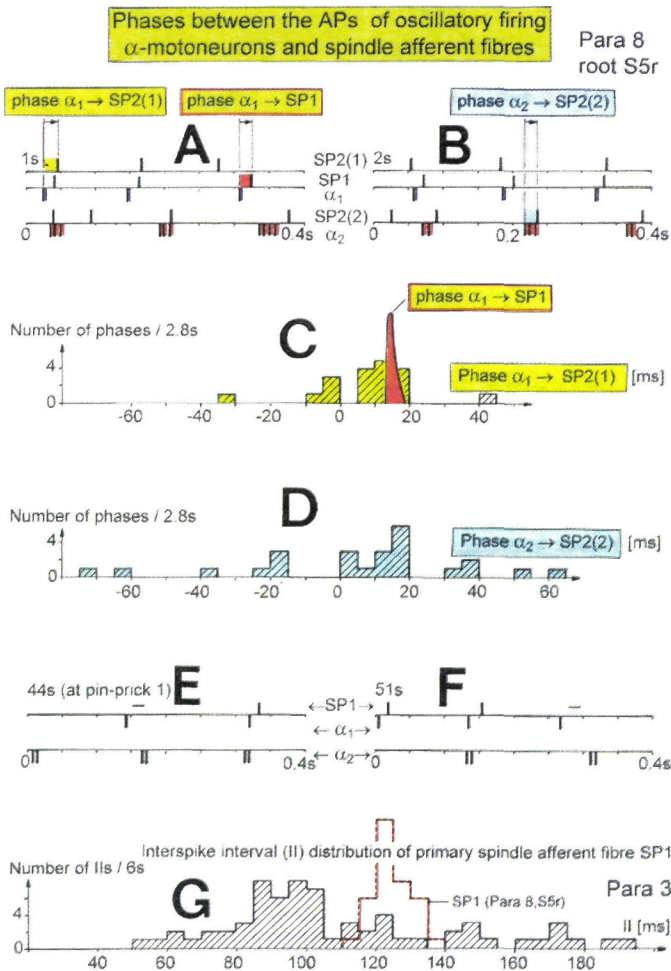 Phases between the APs of oscillatory firing
α-motoneurons and spindle afferent fibres
Para 8
root S5r
phase α₁ → SP2(1)
phase α₁ → SP1
phase α₂ → SP2(2)
A
B
1s
SP2(1)
2s
SP1
α₁
SP2(2)
0
α₂
0.4s
0
0.2
0.4s
phase α₁ → SP1
Number of phases / 2.8s
C
Phase α₁ → SP2(1)
[ms]
4
0
-60
-40
-20
0
20
40
Number of phases / 2.8s
D
Phase α₂ → SP2(2)
[ms]
4
0
-60
-40
-20
0
20
40
60
44s (at pin-prick 1)
E
←SP1→
51s
F
← α₁ →
0
0.4s
← α₂ →
0
0.4s
Interspike interval (II) distribution of primary spindle afferent fibre SP1
Number of IIs / 6s
Para 3
G
SP1 (Para 8,S5r)
II [ms]
8
4
0
40
60
80
100
120
140
160
180